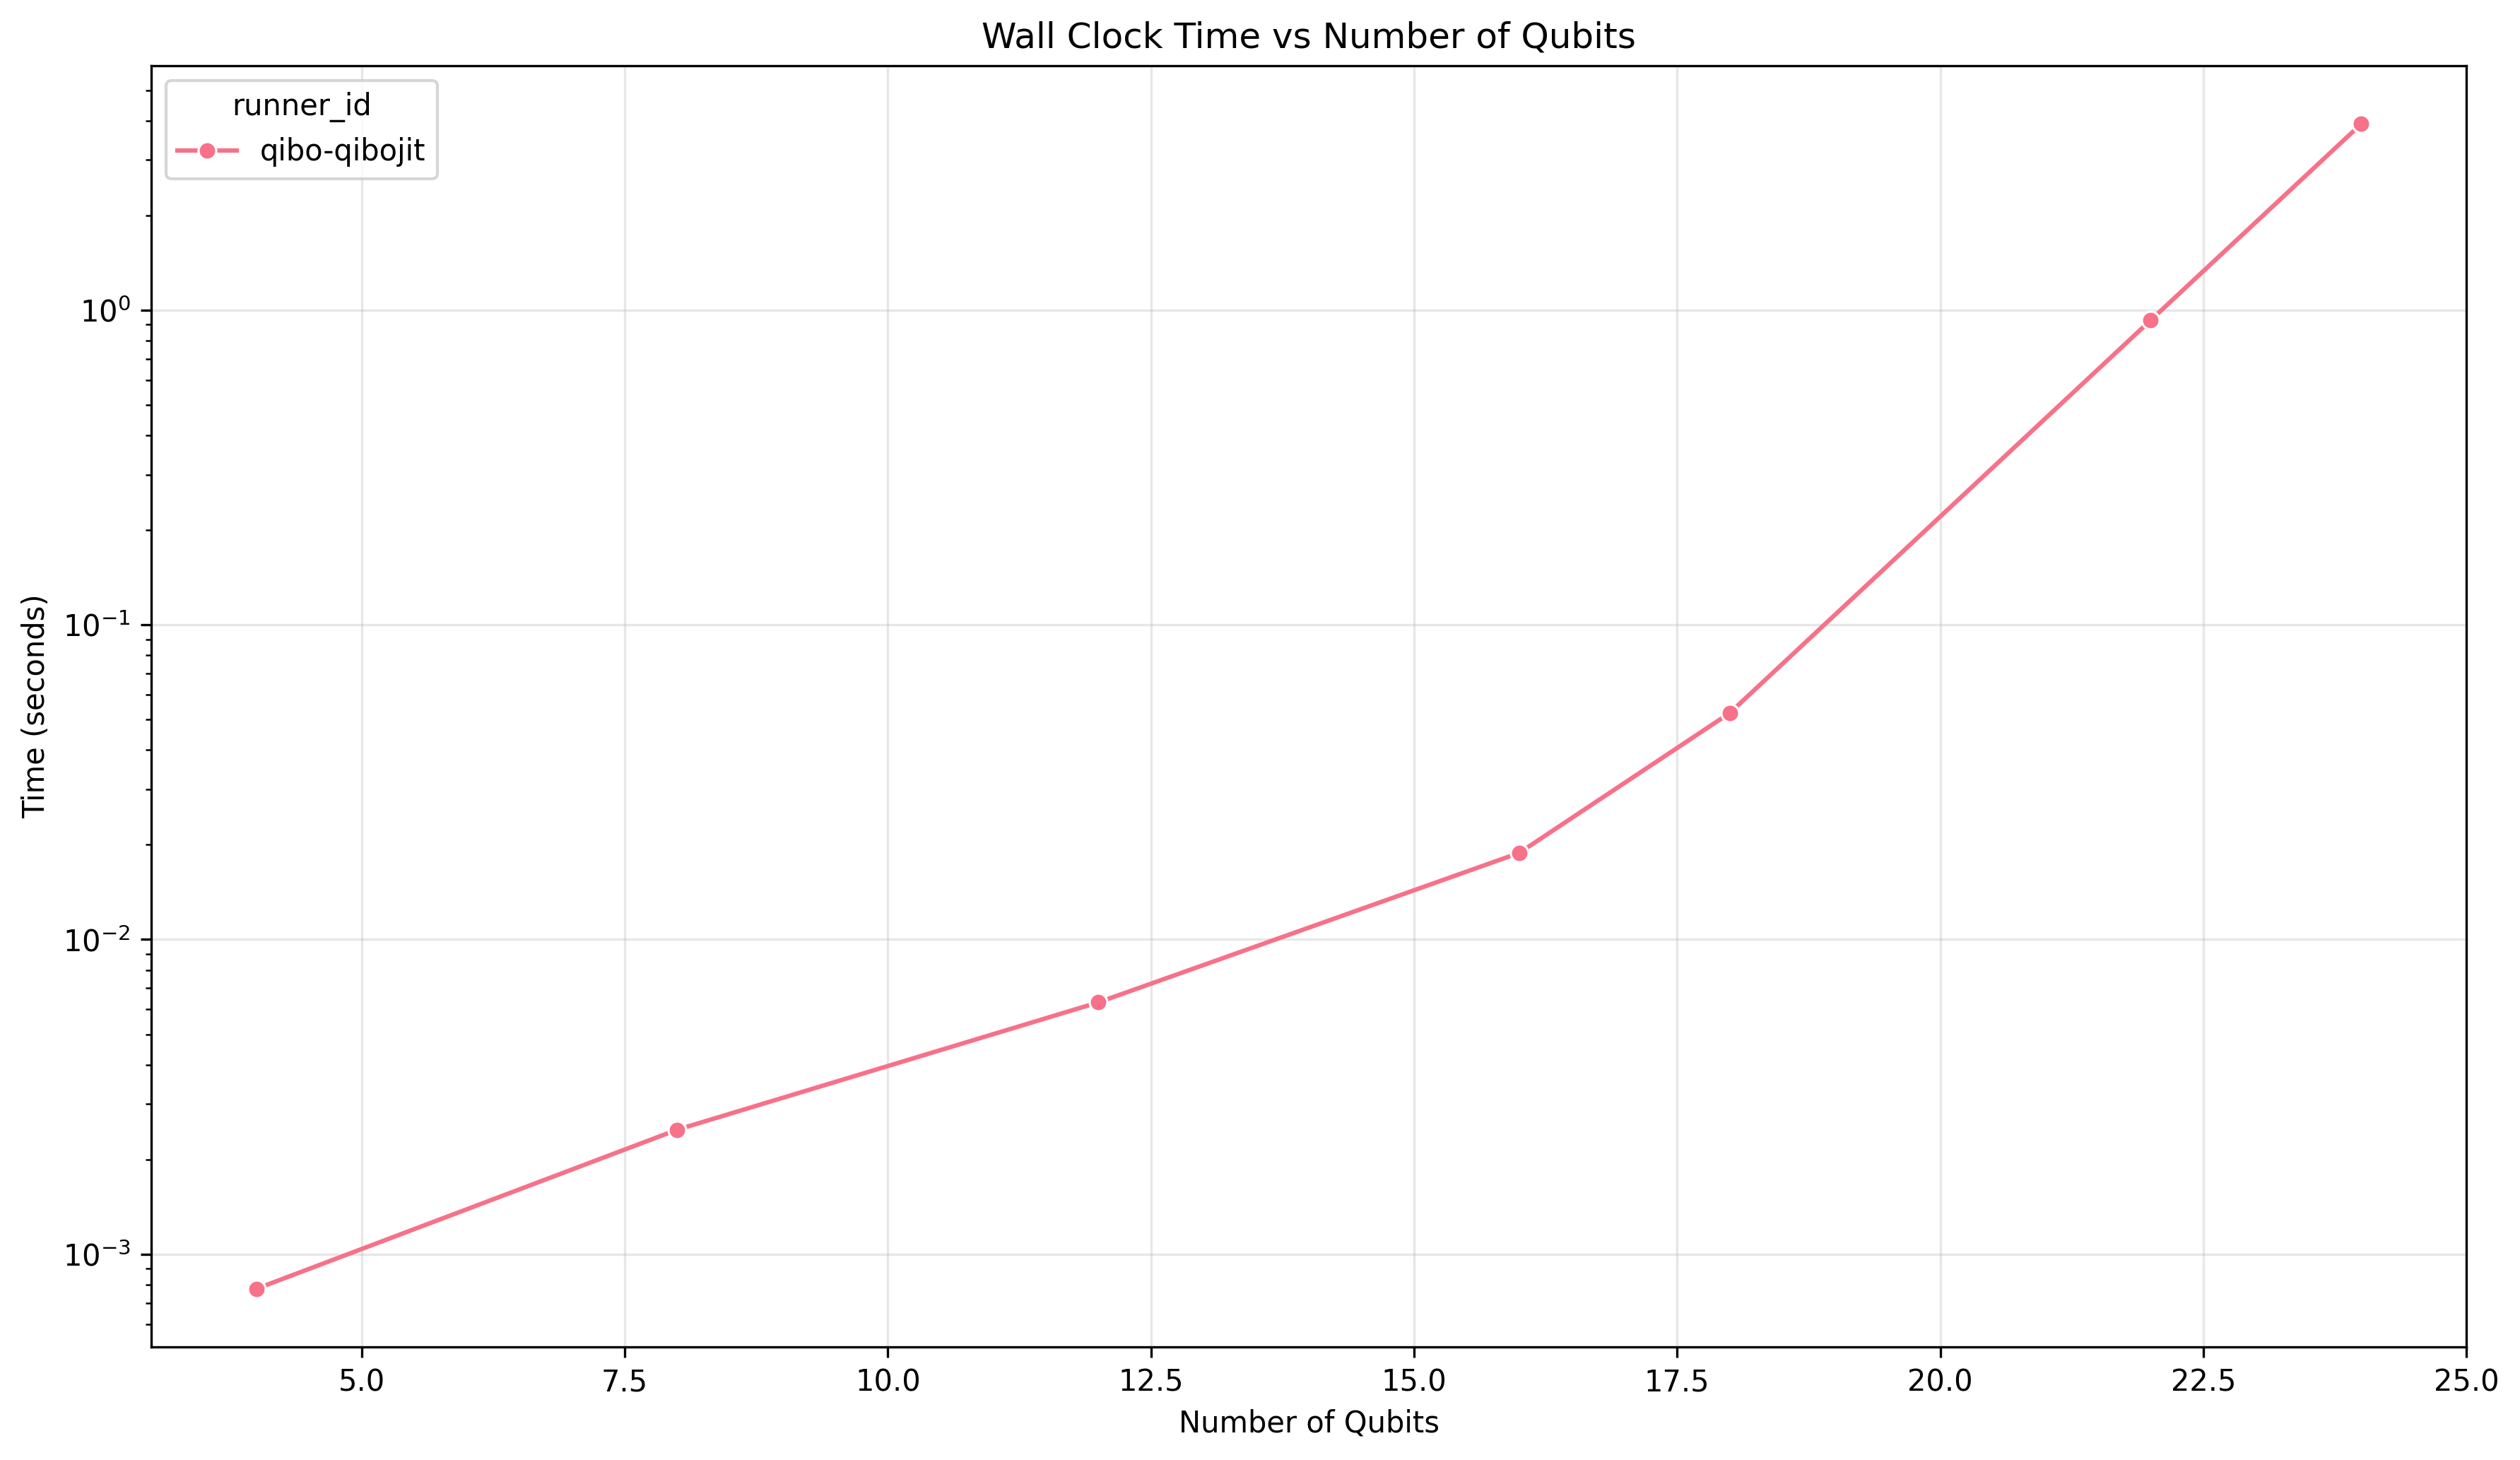 Wall Clock Time vs Number of Qubits
runner_id
qibo-qibojit
Time (seconds)
10⁰
10⁻¹
10⁻²
10⁻³
5.0 7.5 10.0 12.5 15.0 17.5 20.0 22.5 25.0
Number of Qubits